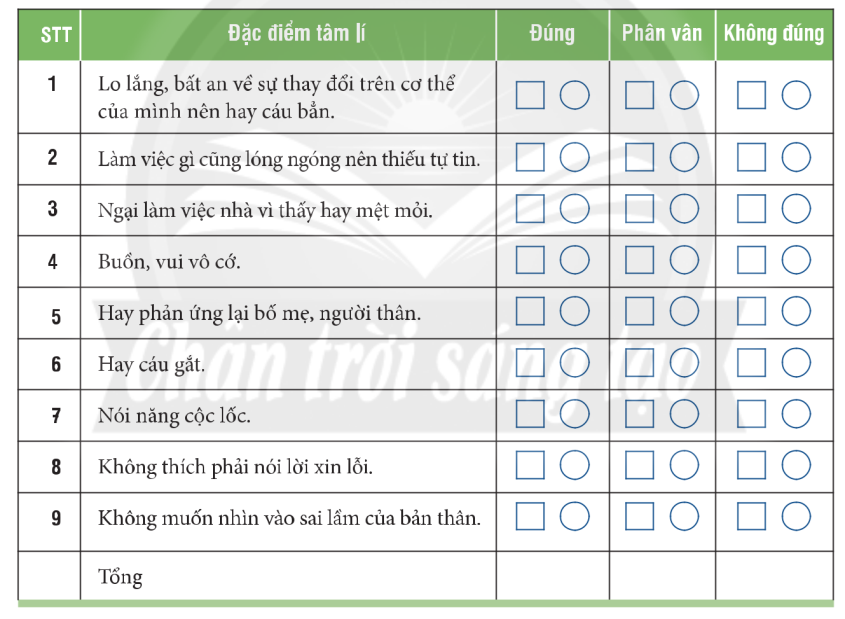 STT Đặc điểm tâm lí Đúng Phân vân Không đúng
1 Lo lắng, bất an về sự thay đổi trên cơ thể
của mình nên hay cáu bẳn.
2 Làm việc gì cũng lóng ngóng nên thiếu tự tin.
3 Ngại làm việc nhà vì thấy hay mệt mỏi.
4 Buồn, vui vô cớ.
5 Hay phản ứng lại bố mẹ, người thân.
6 Hay cáu gắt.
7 Nói năng cộc lốc.
8 Không thích phải nói lời xin lỗi.
9 Không muốn nhìn vào sai lầm của bản thân.
Tổng
Chân trời sáng tạo